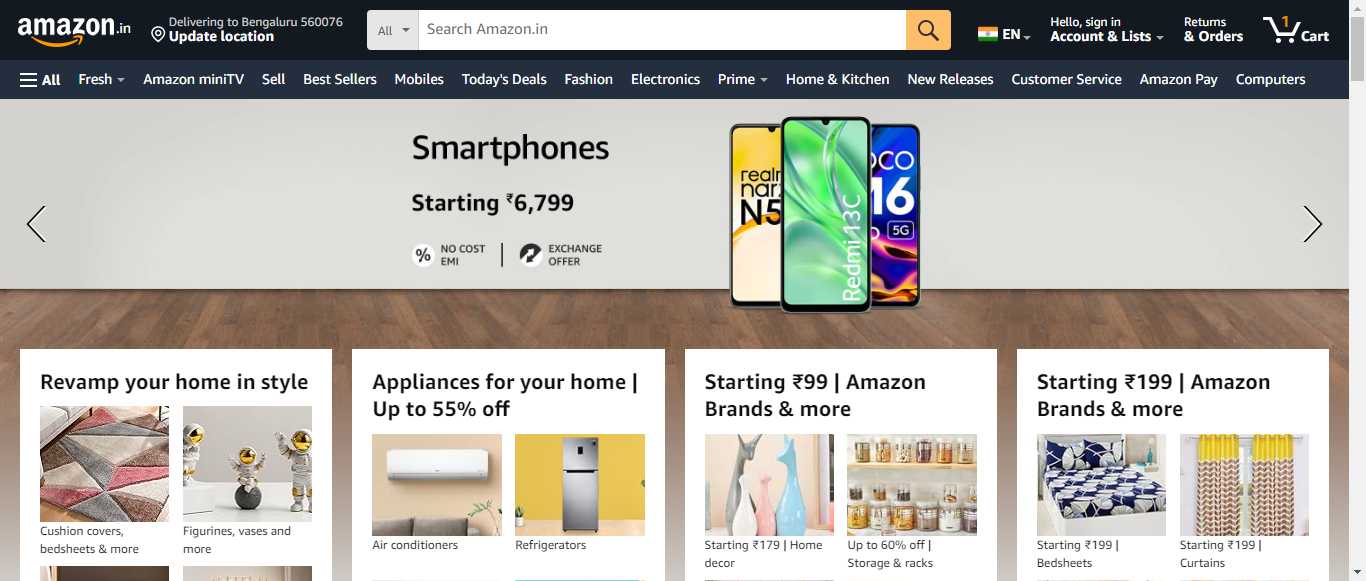 amazon.in
Delivering to Bengaluru 560076
Update location
All
Search Amazon.in
EN
Hello, sign in
Account & Lists
Returns
& Orders
1
Cart
All
Fresh
Amazon miniTV
Sell
Best Sellers
Mobiles
Today's Deals
Fashion
Electronics
Prime
Home & Kitchen
New Releases
Customer Service
Amazon Pay
Computers
Smartphones
Starting ₹6,799
% NO COST
EMI
EXCHANGE
OFFER
N5
Redmi 13C
5G
Revamp your home in style
Cushion covers,
bedsheets & more
Figurines, vases and
more
Appliances for your home |
Up to 55% off
Air conditioners
Refrigerators
Starting ₹99 | Amazon
Brands & more
Starting ₹179 | Home
decor
Up to 60% off |
Storage & racks
Starting ₹199 | Amazon
Brands & more
Starting ₹199 |
Bedsheets
Starting ₹199 |
Curtains